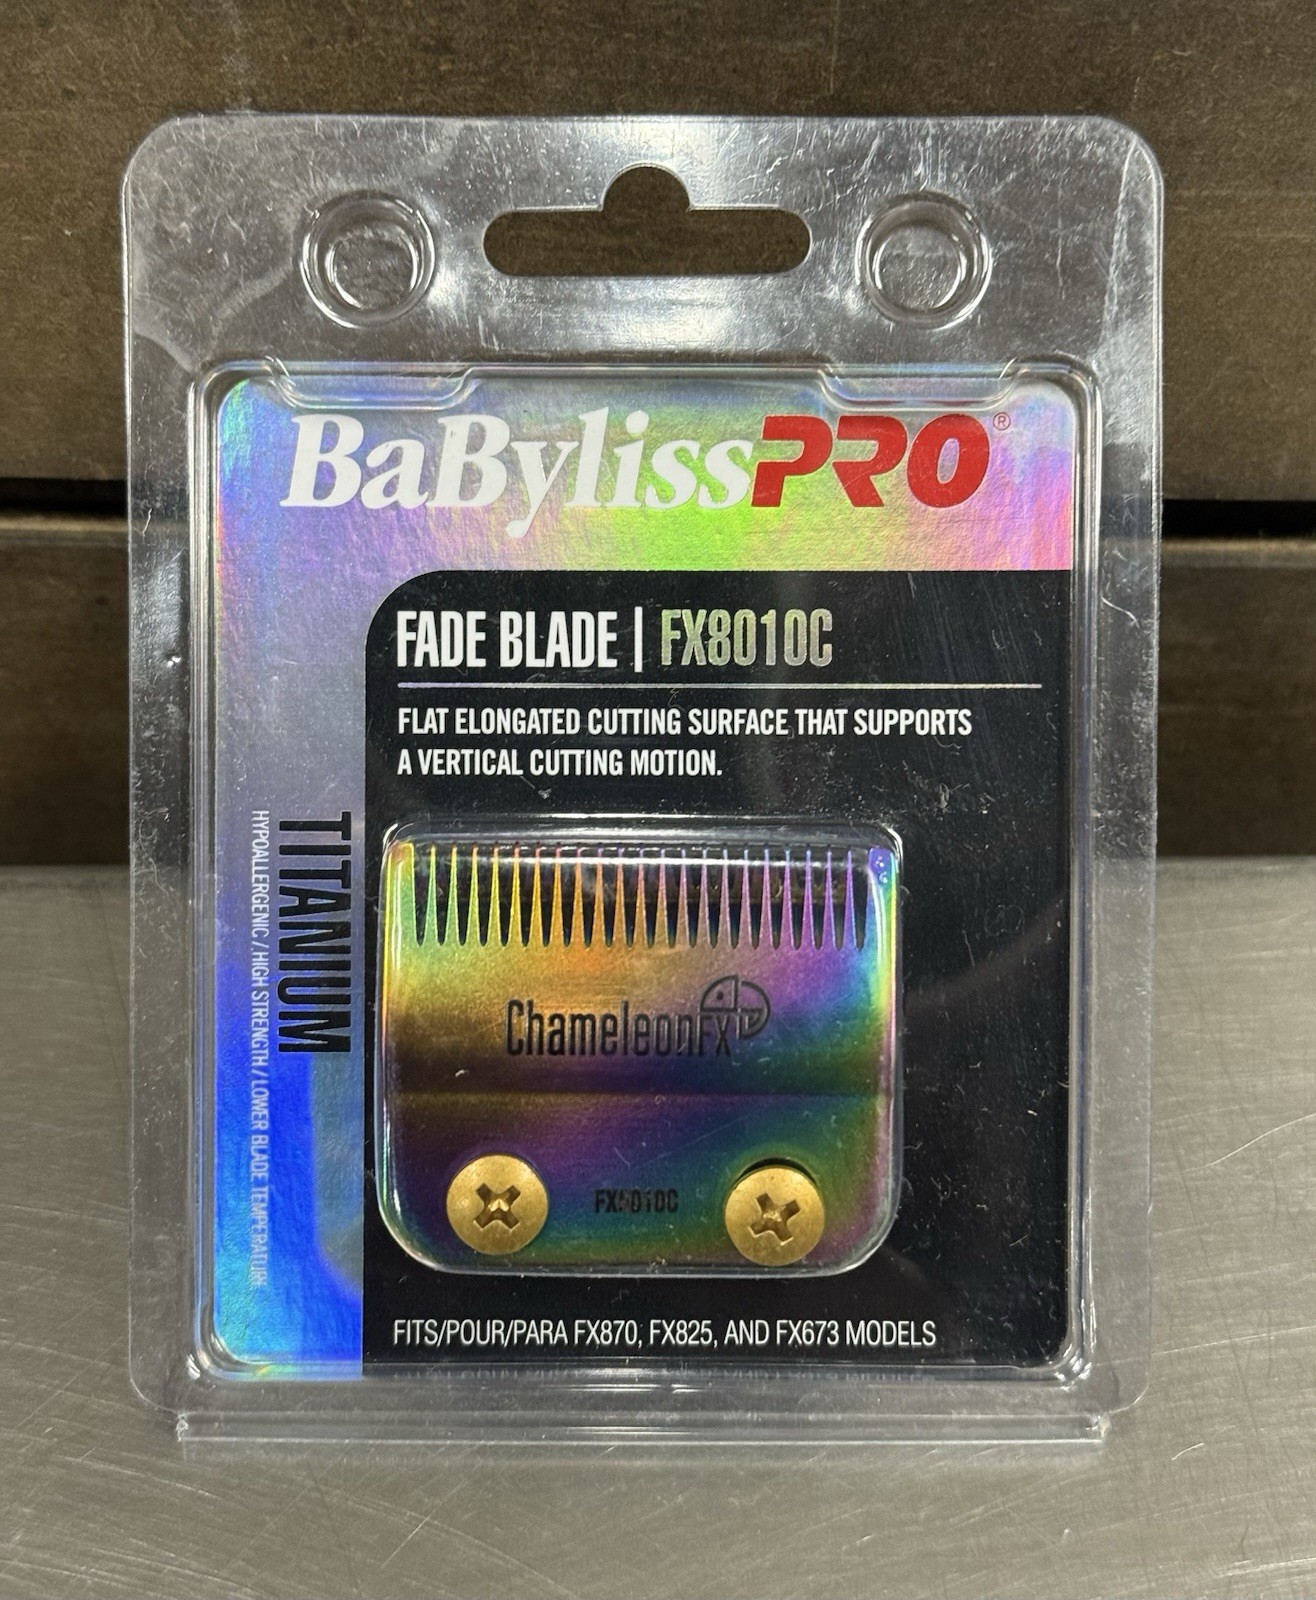 BaBylissPRO®
FADE BLADE | FX8010C
FLAT ELONGATED CUTTING SURFACE THAT SUPPORTS
A VERTICAL CUTTING MOTION.
TITANIUM
HYPOALLERGENIC / HIGH STRENGTH / LOWER BLADE TEMPERATURE
ChameleonFX
FX8010C
FITS/POUR/PARA FX870, FX825, AND FX673 MODELS